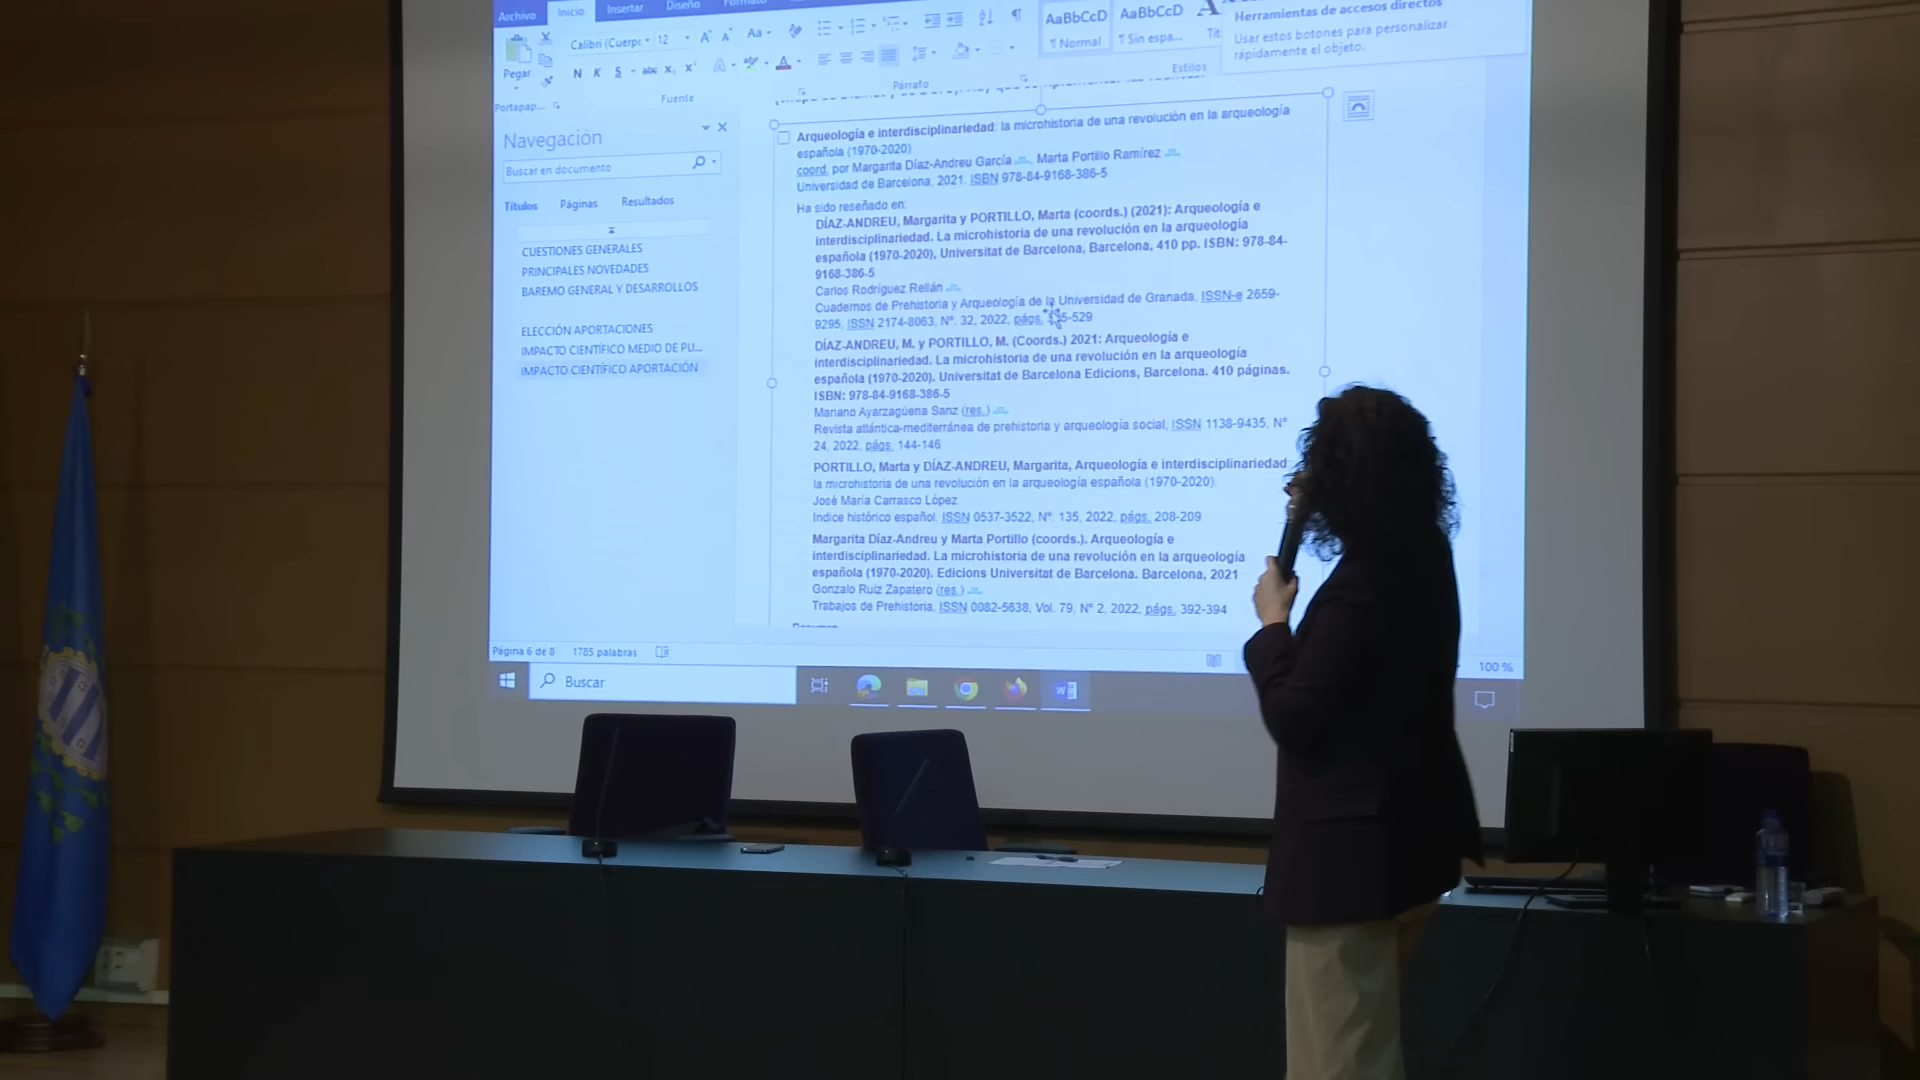 Archivo Inicio Insertar Diseño Formato
Calibri (Cuerp 12 Aa
Pegar N K S abc x x
Portapap... Fuente Párrafo Estilos
AaBbCcD AaBbCcD
¶ Normal ¶ Sin espa... Tít
Herramientas de accesos directos
Usar estos botones para personalizar
rápidamente el objeto.
Navegación
Buscar en documento
Títulos Páginas Resultados
CUESTIONES GENERALES
PRINCIPALES NOVEDADES
BAREMO GENERAL Y DESARROLLOS
ELECCIÓN APORTACIONES
IMPACTO CIENTÍFICO MEDIO DE PU...
IMPACTO CIENTÍFICO APORTACIÓN
Arqueología e interdisciplinariedad: la microhistoria de una revolución en la arqueología
española (1970-2020)
coord. por Margarita Díaz-Andreu García, Marta Portillo Ramírez
Universidad de Barcelona, 2021. ISBN 978-84-9168-386-5
Ha sido reseñado en:
DÍAZ-ANDREU, Margarita y PORTILLO, Marta (coords.) (2021): Arqueología e
interdisciplinariedad. La microhistoria de una revolución en la arqueología
española (1970-2020), Universitat de Barcelona, Barcelona, 410 pp. ISBN: 978-84-
9168-386-5
Carlos Rodríguez Rellán
Cuadernos de Prehistoria y Arqueología de la Universidad de Granada, ISSN-e 2659-
9295, ISSN 2174-8063, Nº. 32, 2022, págs. 5-529
DÍAZ-ANDREU, M. y PORTILLO, M. (Coords.) 2021: Arqueología e
interdisciplinariedad. La microhistoria de una revolución en la arqueología
española (1970-2020). Universitat de Barcelona Edicions, Barcelona. 410 páginas.
ISBN: 978-84-9168-386-5
Mariano Ayarzagüena Sanz (res.)
Revista atlántica-mediterránea de prehistoria y arqueología social, ISSN 1138-9435, Nº
24, 2022, págs. 144-146
PORTILLO, Marta y DÍAZ-ANDREU, Margarita, Arqueología e interdisciplinariedad:
la microhistoria de una revolución en la arqueología española (1970-2020).
José María Carrasco López
Indice histórico español, ISSN 0537-3522, Nº. 135, 2022, págs. 208-209
Margarita Díaz-Andreu y Marta Portillo (coords.). Arqueología e
interdisciplinariedad. La microhistoria de una revolución en la arqueología
española (1970-2020). Edicions Universitat de Barcelona. Barcelona, 2021
Gonzalo Ruiz Zapatero (res.)
Trabajos de Prehistoria, ISSN 0082-5638, Vol. 79, Nº 2, 2022, págs. 392-394
Página 6 de 8 1785 palabras 100 %
Buscar